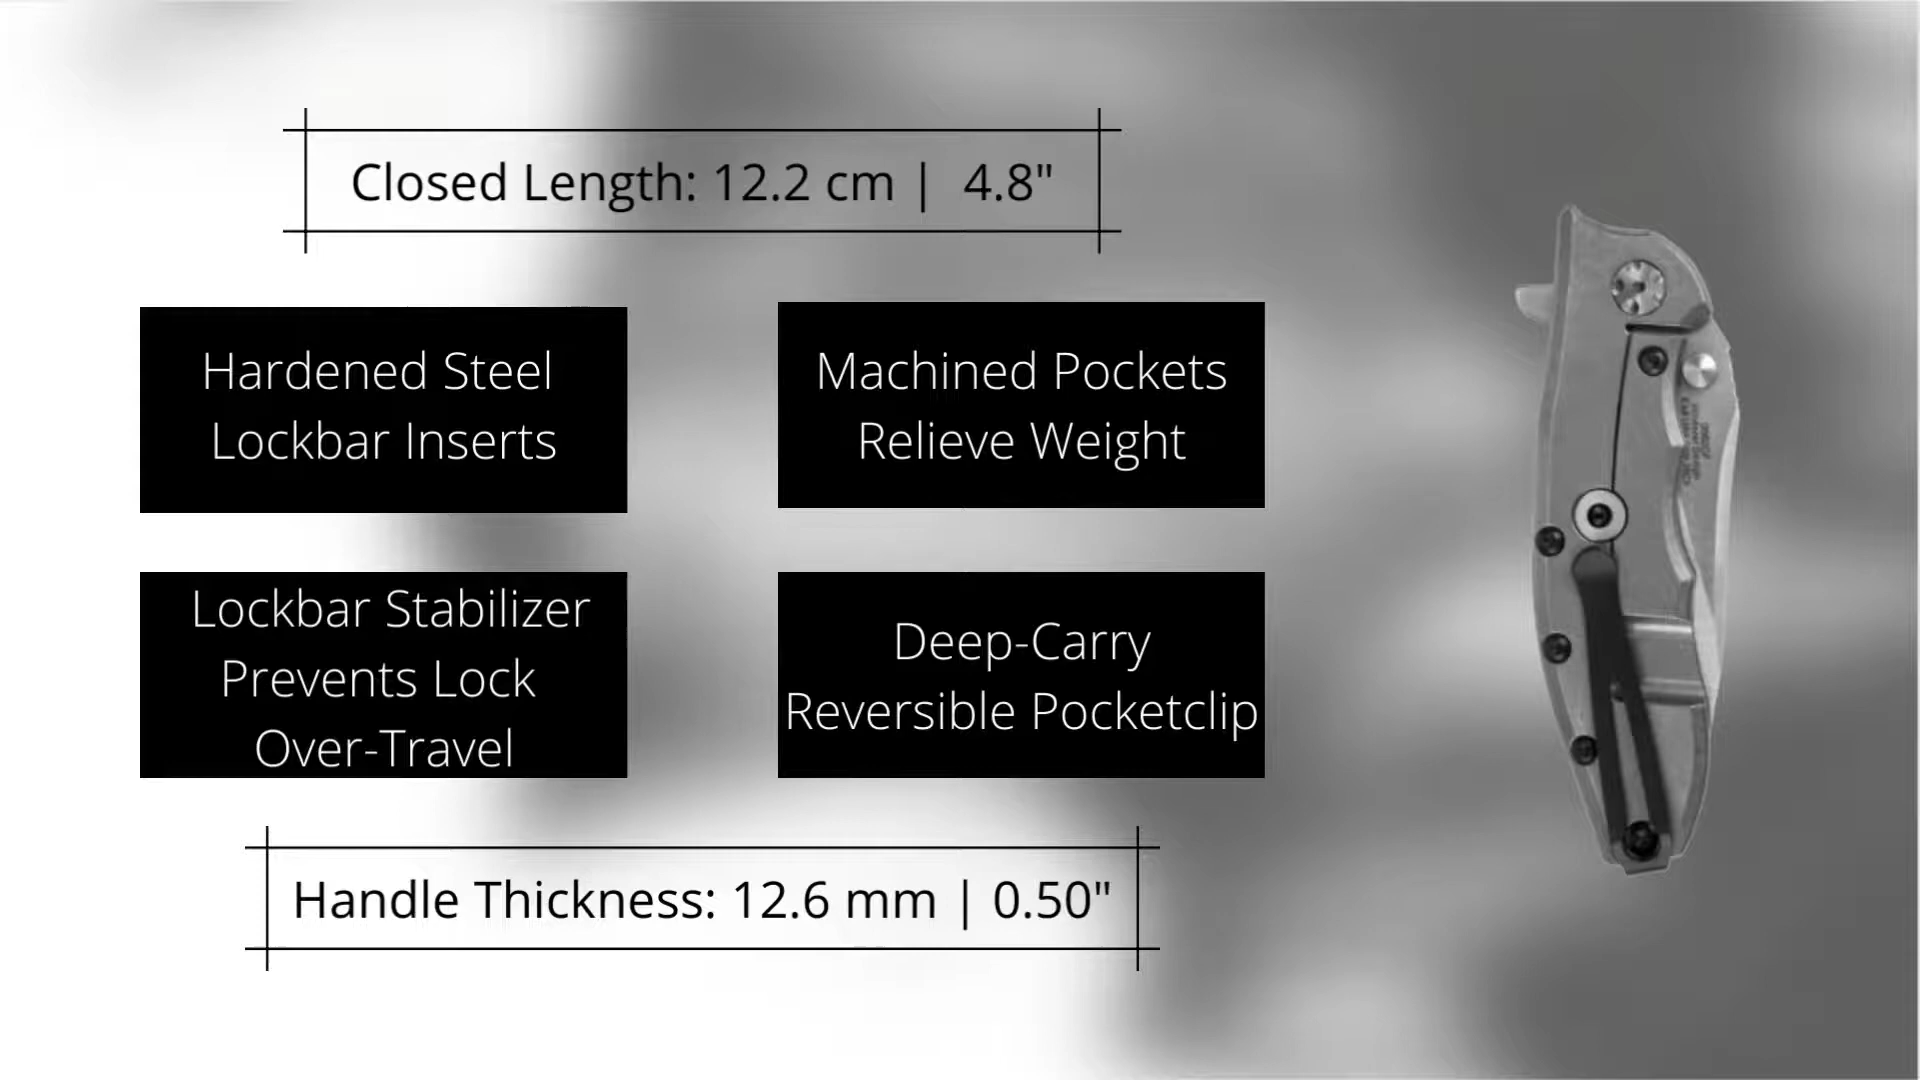 Closed Length: 12.2 cm | 4.8"
Hardened Steel
Lockbar Inserts
Machined Pockets
Relieve Weight
Lockbar Stabilizer
Prevents Lock
Over-Travel
Deep-Carry
Reversible Pocketclip
Handle Thickness: 12.6 mm | 0.50"